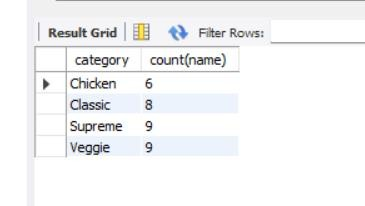 Result Grid Filter Rows:
category count(name)
Chicken 6
Classic 8
Supreme 9
Veggie 9